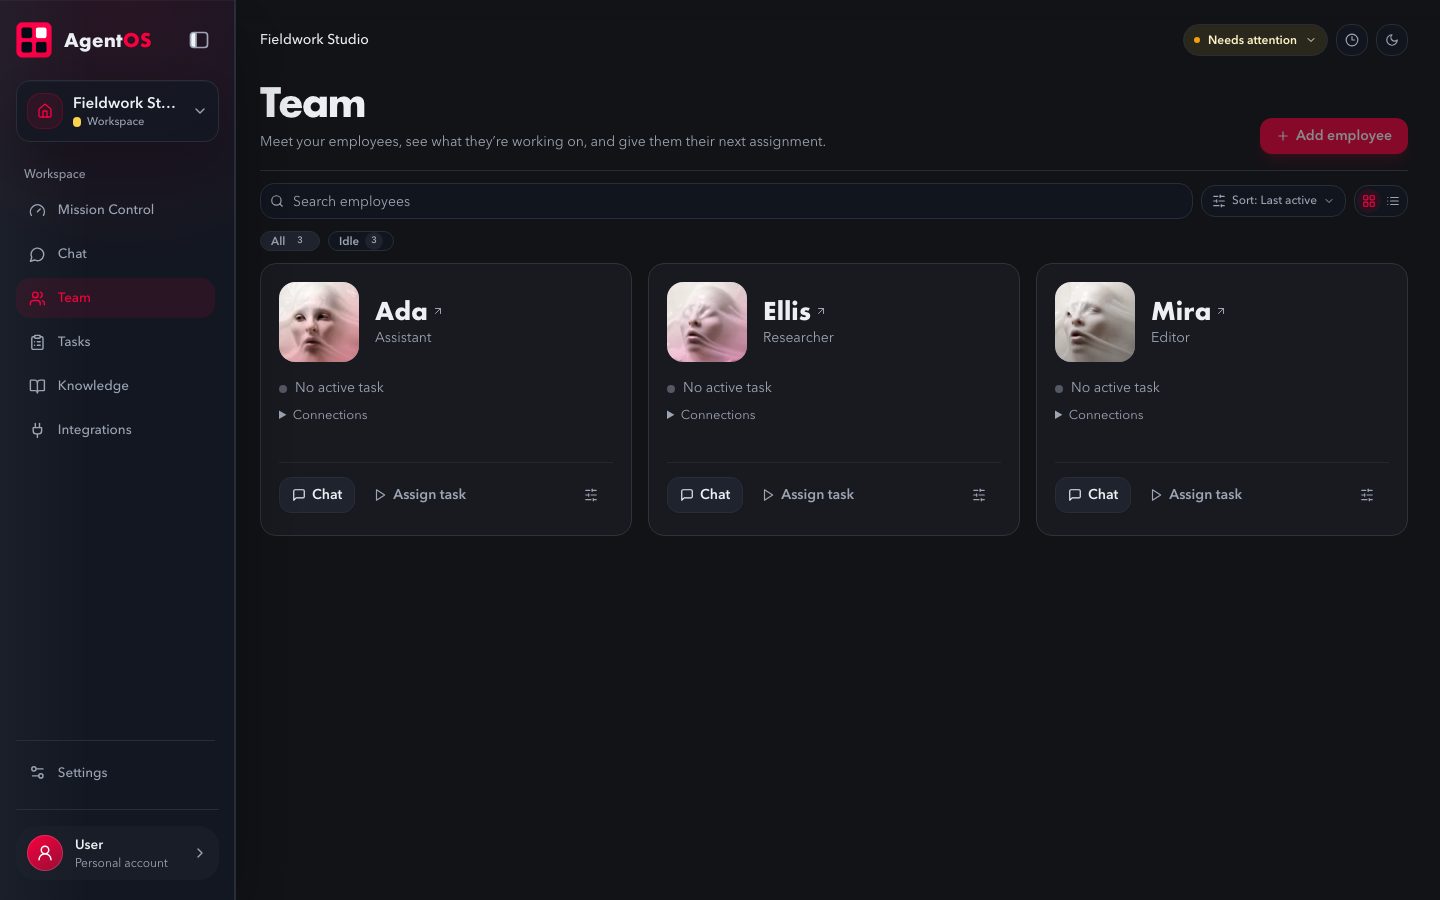 AgentOS
Fieldwork St...
Workspace
Workspace
Mission Control
Chat
Team
Tasks
Knowledge
Integrations
Settings
User
Personal account
Fieldwork Studio
Needs attention
Team
Meet your employees, see what they’re working on, and give them their next assignment.
Add employee
Search employees
Sort: Last active
All 3
Idle 3
Ada
Assistant
No active task
Connections
Chat
Assign task
Ellis
Researcher
No active task
Connections
Chat
Assign task
Mira
Editor
No active task
Connections
Chat
Assign task